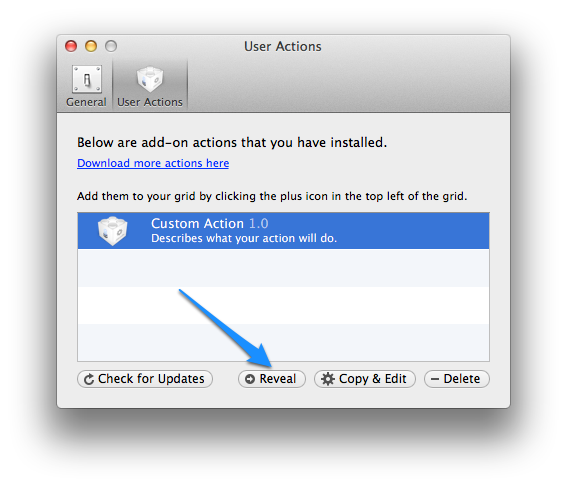 User Actions
General
User Actions
Below are add-on actions that you have installed.
Download more actions here
Add them to your grid by clicking the plus icon in the top left of the grid.
Custom Action 1.0
Describes what your action will do.
Check for Updates
Reveal
Copy & Edit
Delete